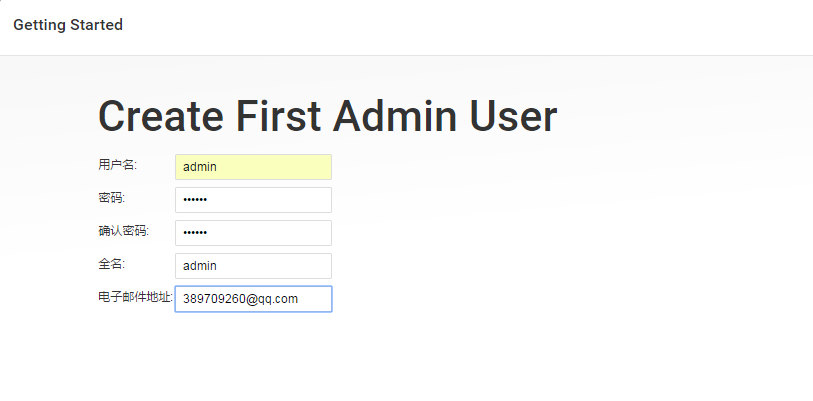 Getting Started
Create First Admin User
用户名: admin
密码: ••••••
确认密码: ••••••
全名: admin
电子邮件地址: 389709260@qq.com